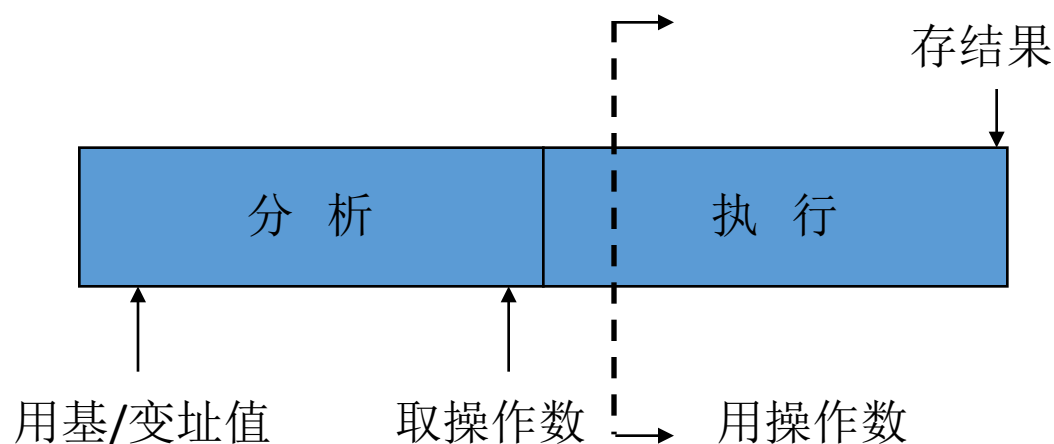 存结果
分 析
执 行
用基/变址值
取操作数
用操作数